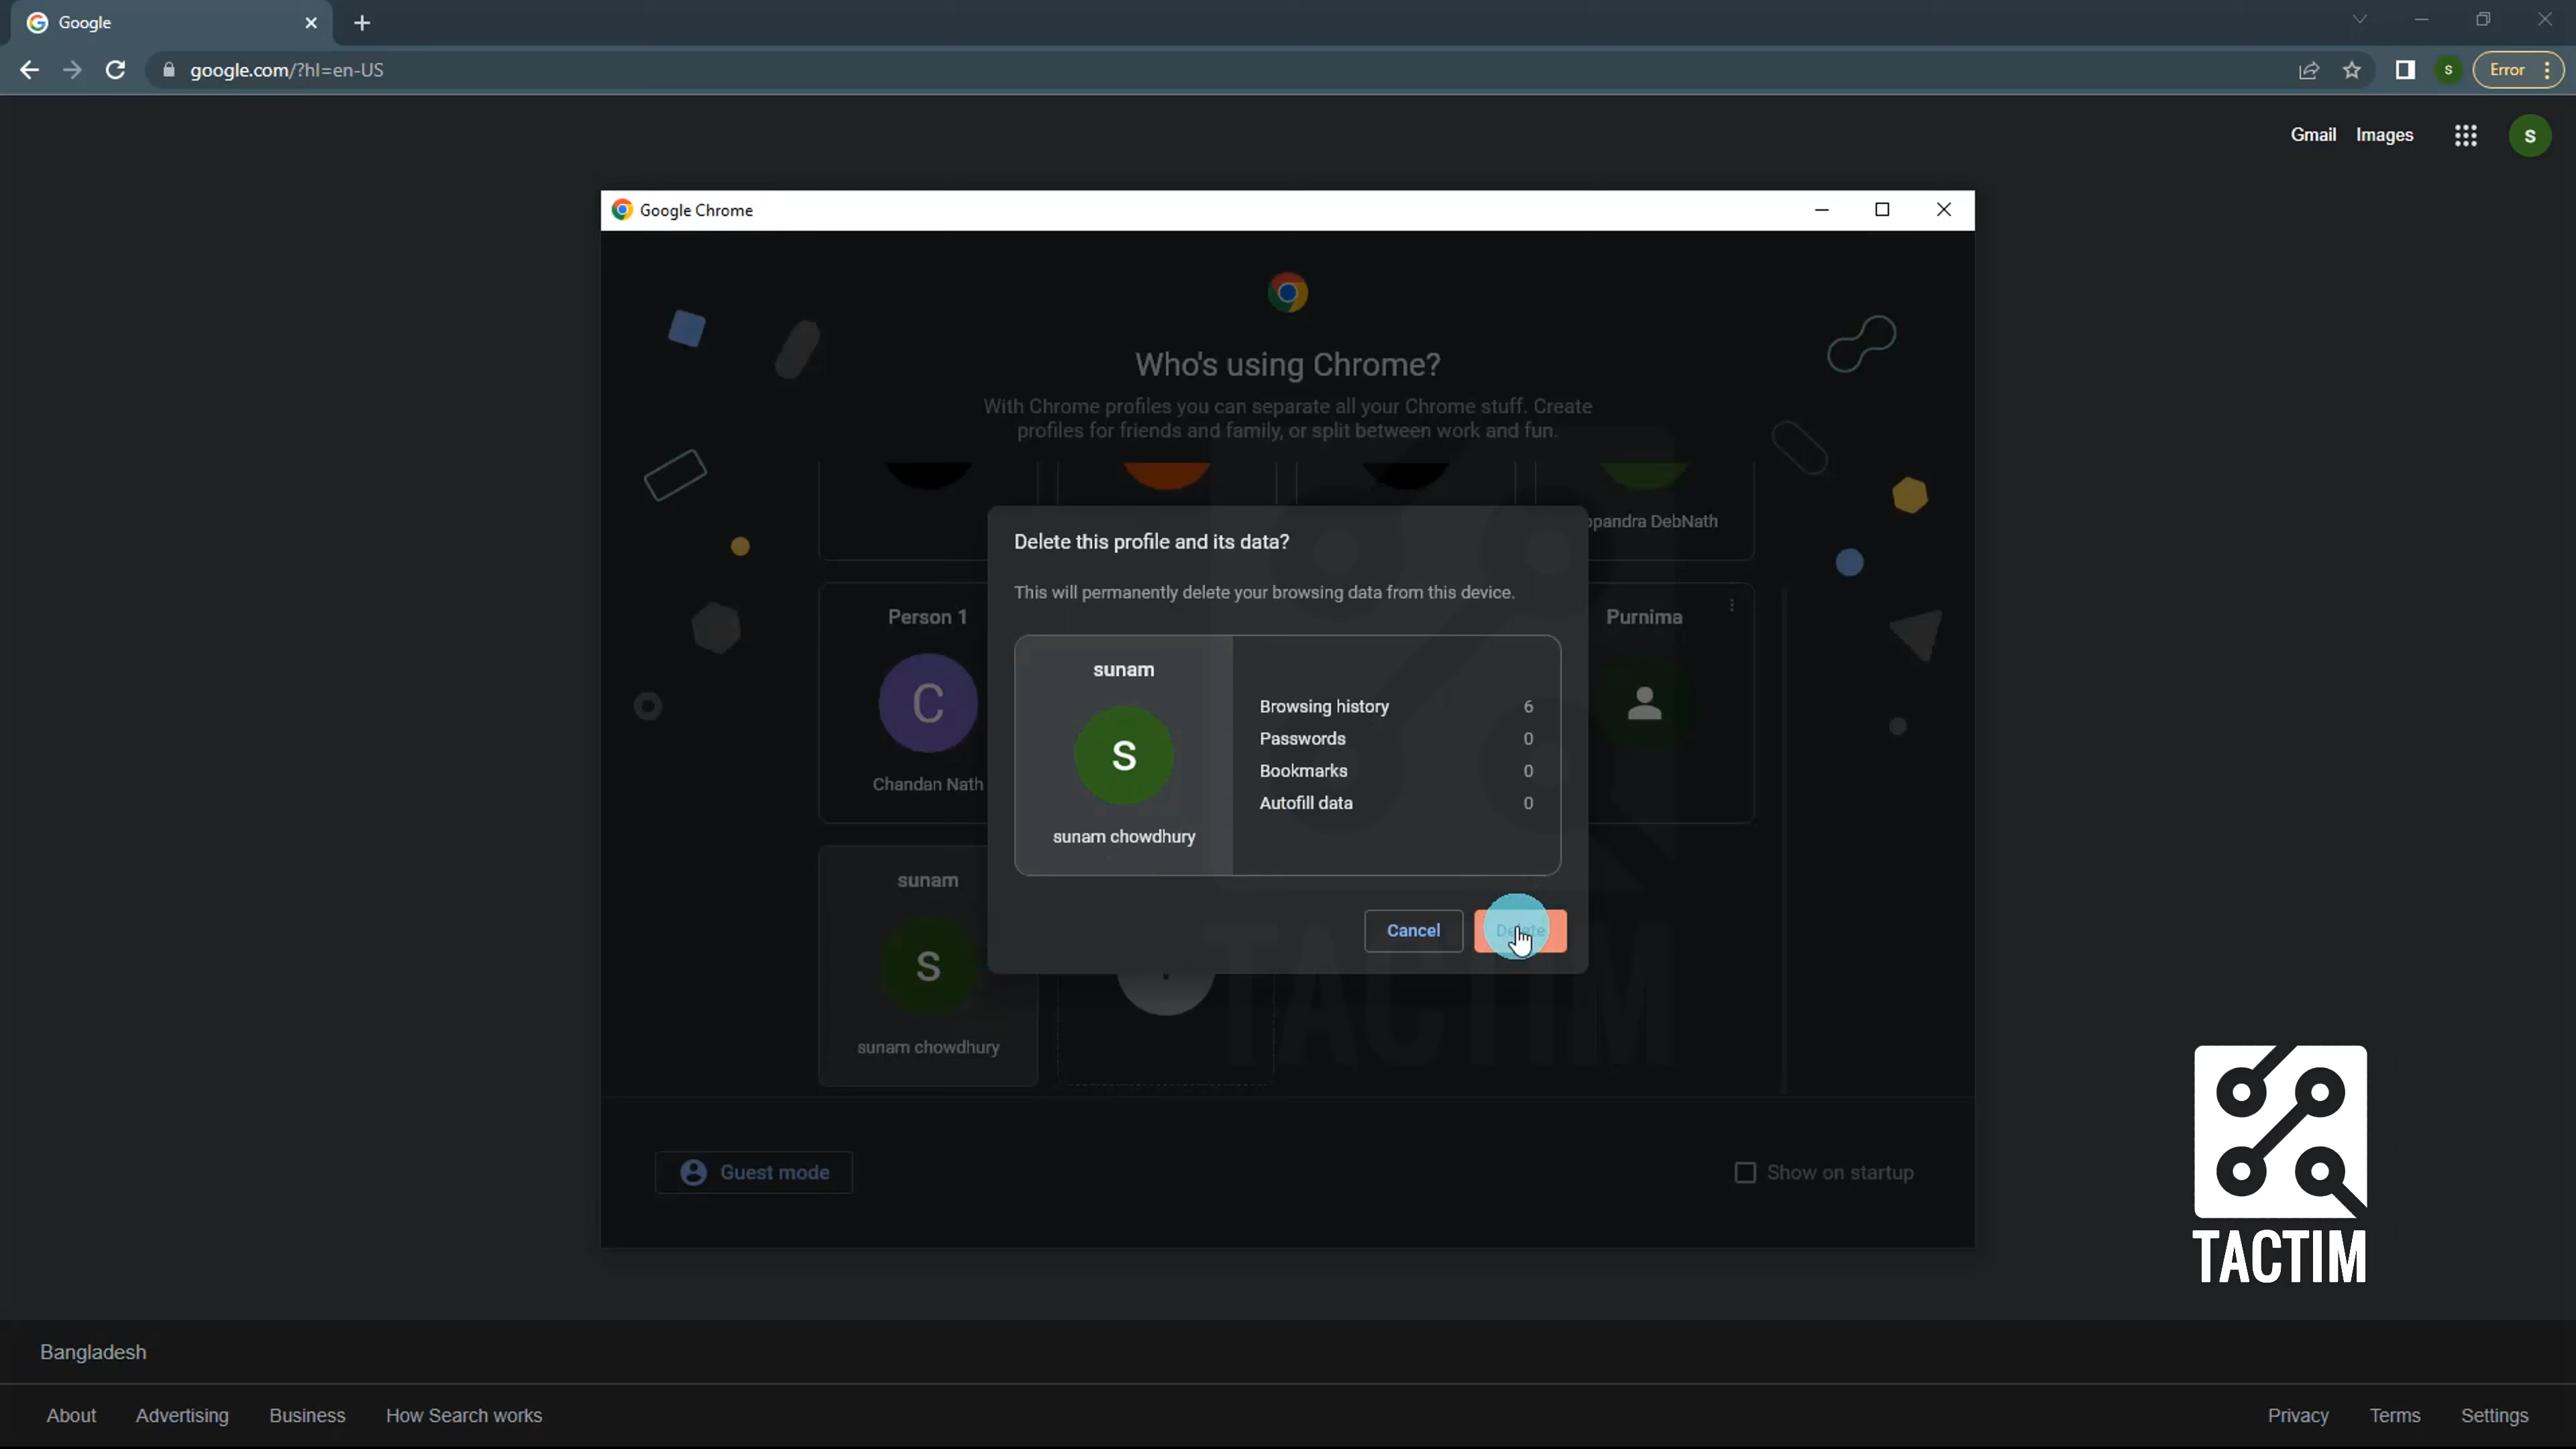 Google
google.com/?hl=en-US
S
Error
Gmail Images
S
Google Chrome
Who's using Chrome?
With Chrome profiles you can separate all your Chrome stuff. Create
profiles for friends and family, or split between work and fun.
DebNath
Delete this profile and its data?
This will permanently delete your browsing data from this device.
Person 1
C
Chandan Nath
Purnima
sunam
S
sunam chowdhury
Browsing history 6
Passwords 0
Bookmarks 0
Autofill data 0
Cancel Delete
sunam
S
sunam chowdhury
TACTIM
Guest mode
Show on startup
TACTIM
Bangladesh
About Advertising Business How Search works
Privacy Terms Settings